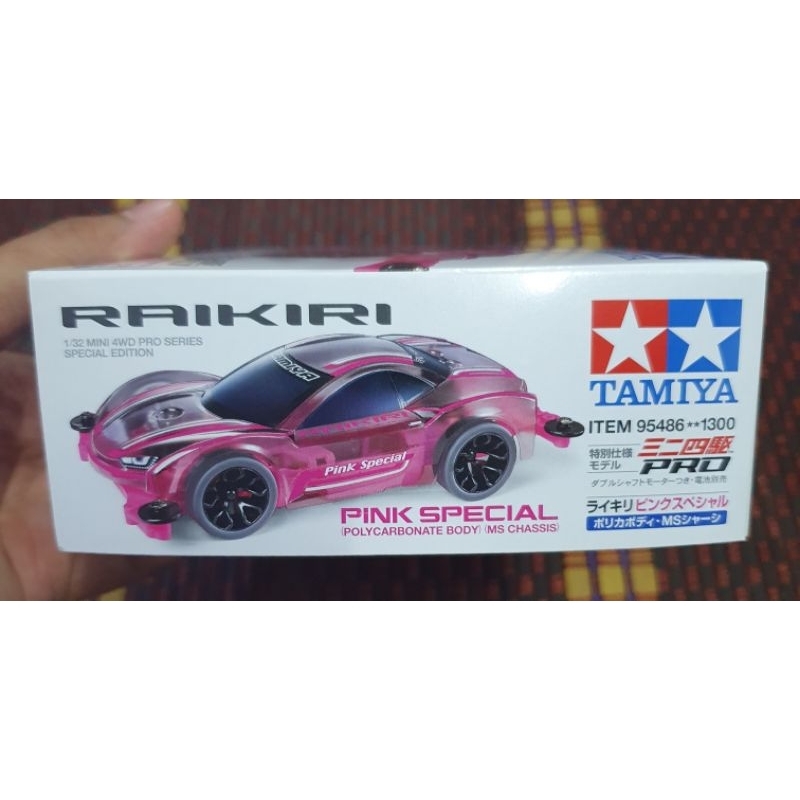 RAIKIRI
1/32 MINI 4WD PRO SERIES
SPECIAL EDITION
TAMIYA
Pink Special
PINK SPECIAL
(POLYCARBONATE BODY) (MS CHASSIS)
TAMIYA
ITEM 95486**1300
特別仕様
モデル
ミニ四駆
PRO
ダブルシャフトモーターつき・電池別売
ライキリ ピンクスペシャル
ポリカボディ・MSシャーシ